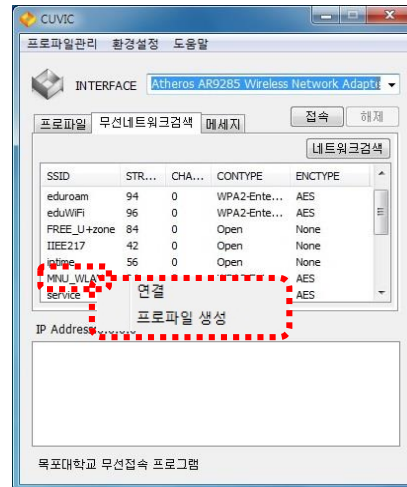 CUVIC
프로파일관리 환경설정 도움말
INTERFACE Atheros AR9285 Wireless Network Adapte
프로파일 무선네트워크검색 메세지 접속 해제
네트워크검색
SSID STR... CHA... CONTYPE ENCTYPE
eduroam 94 0 WPA2-Ente... AES
eduWiFi 96 0 WPA2-Ente... AES
FREE_U+zone 84 0 Open None
IIEE217 42 0 Open None
iptime 56 0 Open None
MNU_WLAN AES
service AES
연결
프로파일 생성
IP Address
목포대학교 무선접속 프로그램